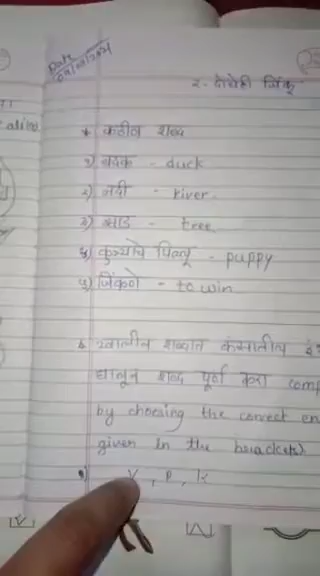 Date
२. दोघेही जिंकू
* कठीण शब्द
१) बदक - duck
२) नदी - river.
३) झाड - tree.
४) कुत्र्याचे पिल्लू - puppy
५) जिंकणे - to win
खालील शब्दांत कंसातील
घालून शब्द पूर्ण करा
by choosing the correct
given in the brackets)
१) V, P, k